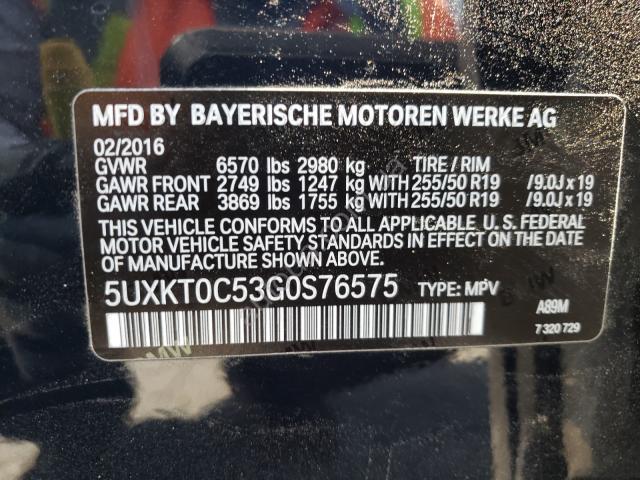 MFD BY BAYERISCHE MOTOREN WERKE AG
02/2016
GVWR 6570 lbs 2980 kg TIRE / RIM
GAWR FRONT 2749 lbs 1247 kg WITH 255/50 R19 /9.0J x 19
GAWR REAR 3869 lbs 1755 kg WITH 255/50 R19 /9.0J x 19
THIS VEHICLE CONFORMS TO ALL APPLICABLE, U.S. FEDERAL
MOTOR VEHICLE SAFETY STANDARDS IN EFFECT ON THE DATE
OF MANUFACTURE SHOWN ABOVE.
5UXKT0C53G0S76575 TYPE: MPV
A89M
7 320 729